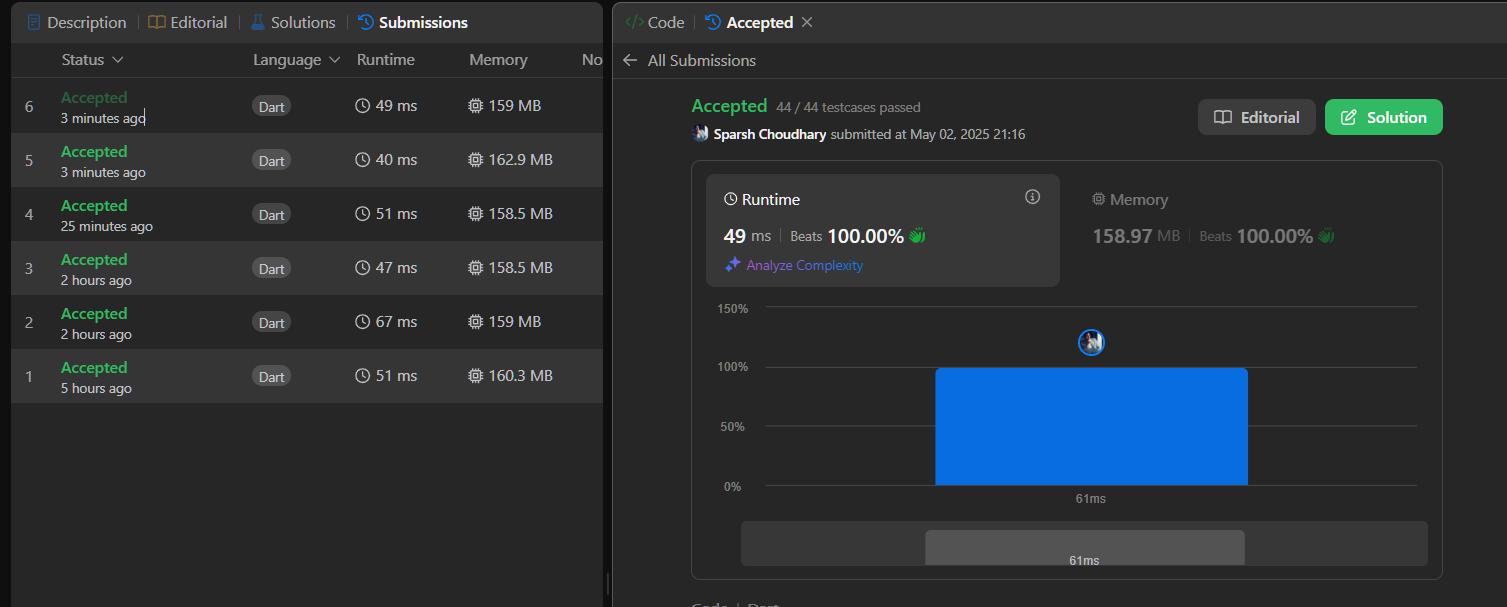 Description | Editorial | Solutions | Submissions
Status Language Runtime Memory No
6 Accepted Dart 49 ms 159 MB
3 minutes ago
5 Accepted Dart 40 ms 162.9 MB
3 minutes ago
4 Accepted Dart 51 ms 158.5 MB
25 minutes ago
3 Accepted Dart 47 ms 158.5 MB
2 hours ago
2 Accepted Dart 67 ms 159 MB
2 hours ago
1 Accepted Dart 51 ms 160.3 MB
5 hours ago
Code | Accepted
All Submissions
Accepted 44 / 44 testcases passed
Sparsh Choudhary submitted at May 02, 2025 21:16
Editorial Solution
Runtime
49 ms | Beats 100.00%
Analyze Complexity
Memory
158.97 MB | Beats 100.00%
150%
100%
50%
0%
61ms
61ms
Code | Dart